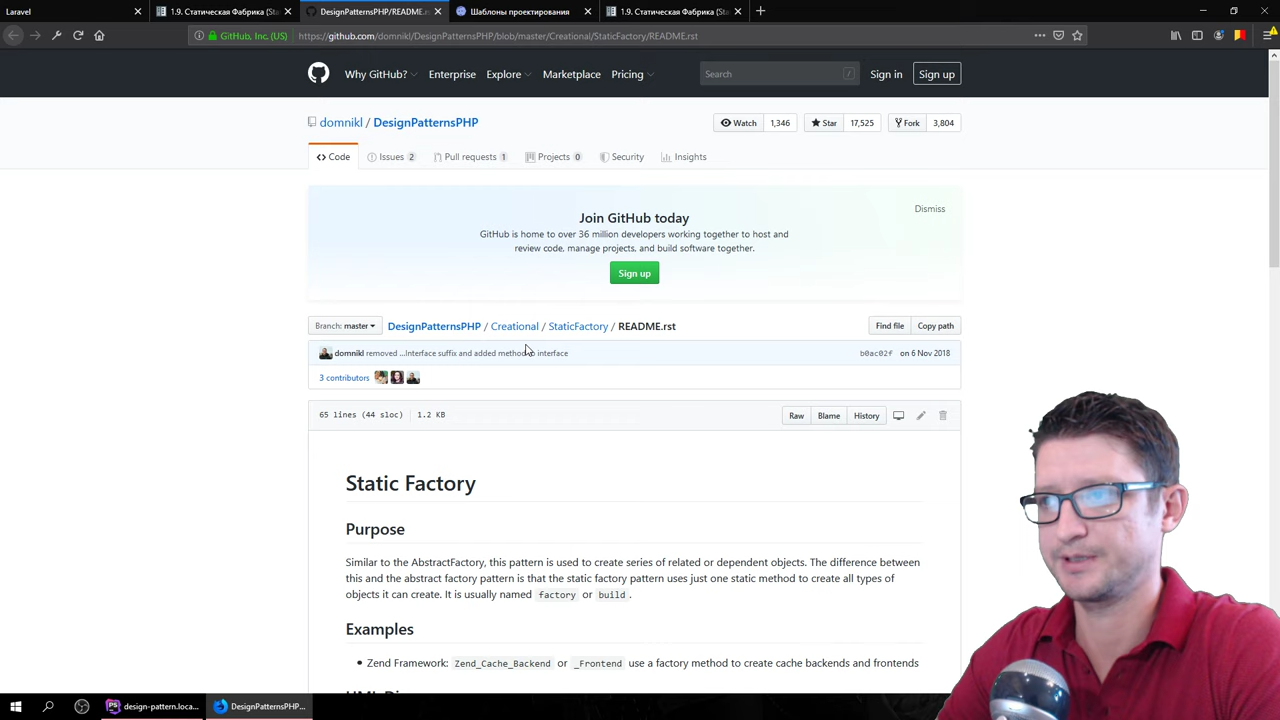 Laravel × 1.9. Статическая Фабрика (Sta × DesignPatternsPHP/README.rs × Шаблоны проектирования × 1.9. Статическая Фабрика (Sta × +
GitHub, Inc. (US) https://github.com/domnikl/DesignPatternsPHP/blob/master/Creational/StaticFactory/README.rst
Why GitHub? Enterprise Explore Marketplace Pricing Search / Sign in Sign up
domnikl / DesignPatternsPHP Watch 1,346 Star 17,525 Fork 3,804
Code Issues 2 Pull requests 1 Projects 0 Security Insights
Dismiss
Join GitHub today
GitHub is home to over 36 million developers working together to host and
review code, manage projects, and build software together.
Sign up
Branch: master DesignPatternsPHP / Creational / StaticFactory / README.rst Find file Copy path
domnikl removed ...Interface suffix and added method to interface b0ac02f on 6 Nov 2018
3 contributors
65 lines (44 sloc) 1.2 KB Raw Blame History
Static Factory
Purpose
Similar to the AbstractFactory, this pattern is used to create series of related or dependent objects. The difference between
this and the abstract factory pattern is that the static factory pattern uses just one static method to create all types of
objects it can create. It is usually named factory or build .
Examples
• Zend Framework: Zend_Cache_Backend or _Frontend use a factory method to create cache backends and frontends
design-pattern.loca... DesignPatternsPHP...